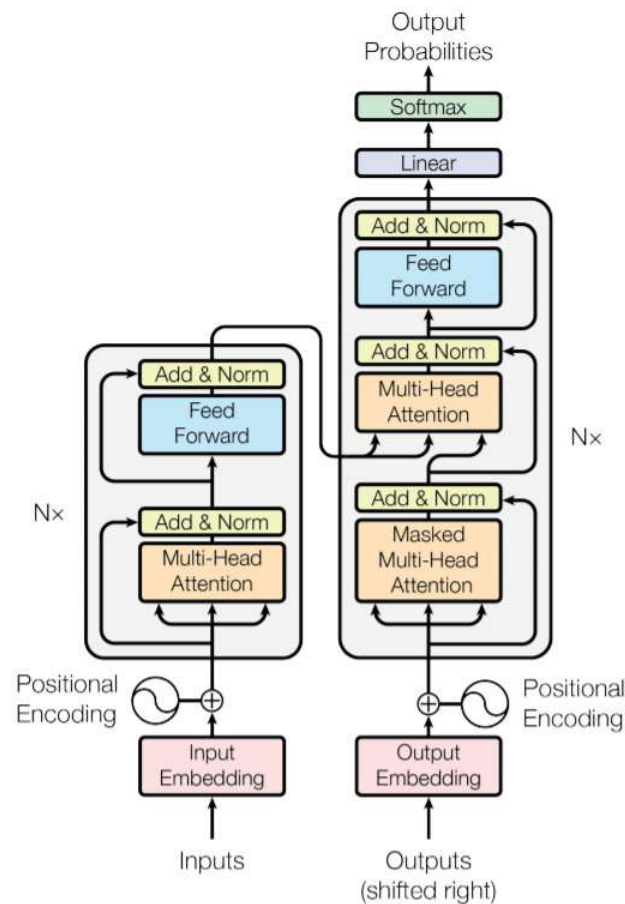 Output
Probabilities
Softmax
Linear
Add & Norm
Feed
Forward
Add & Norm
Multi-Head
Attention
Add & Norm
Masked
Multi-Head
Attention
N×
Add & Norm
Feed
Forward
Add & Norm
Multi-Head
Attention
N×
Positional
Encoding
Positional
Encoding
Input
Embedding
Output
Embedding
Inputs
Outputs
(shifted right)